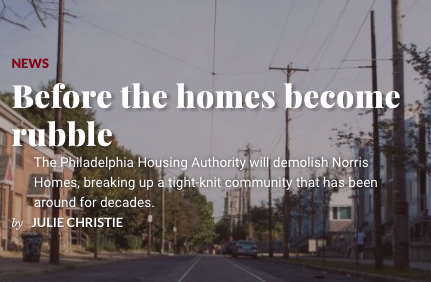 NEWS
Before the homes become
rubble
The Philadelphia Housing Authority will demolish Norris
Homes, breaking up a tight-knit community that has been
around for decades.
by JULIE CHRISTIE